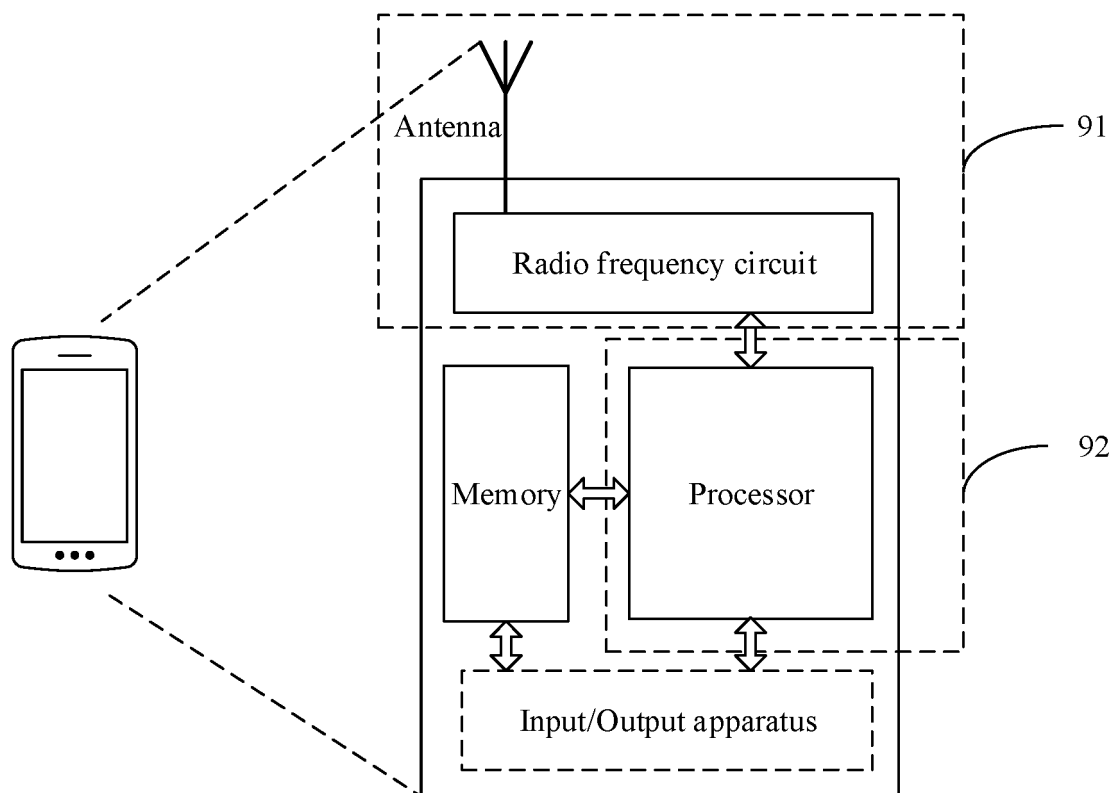 Antenna
91
Radio frequency circuit
92
Memory
Processor
Input/Output apparatus